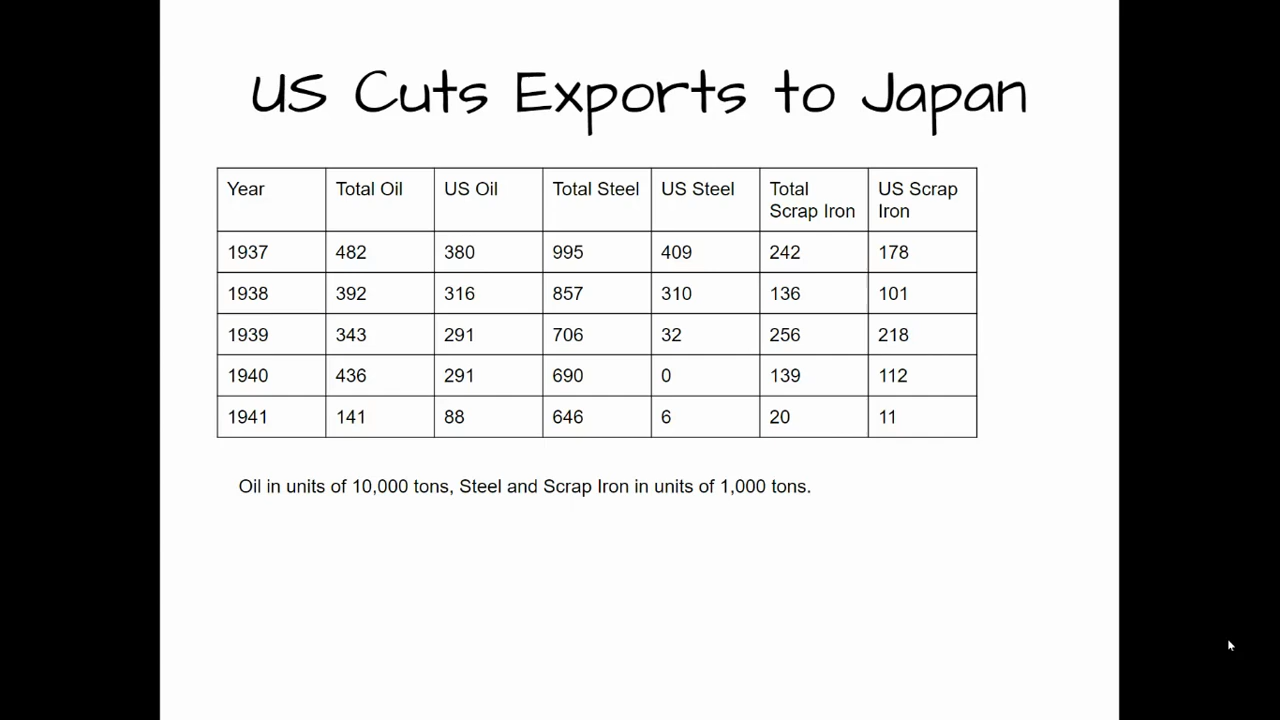 US Cuts Exports to Japan
Year Total Oil US Oil Total Steel US Steel Total Scrap Iron US Scrap Iron
1937 482 380 995 409 242 178
1938 392 316 857 310 136 101
1939 343 291 706 32 256 218
1940 436 291 690 0 139 112
1941 141 88 646 6 20 11
Oil in units of 10,000 tons, Steel and Scrap Iron in units of 1,000 tons.